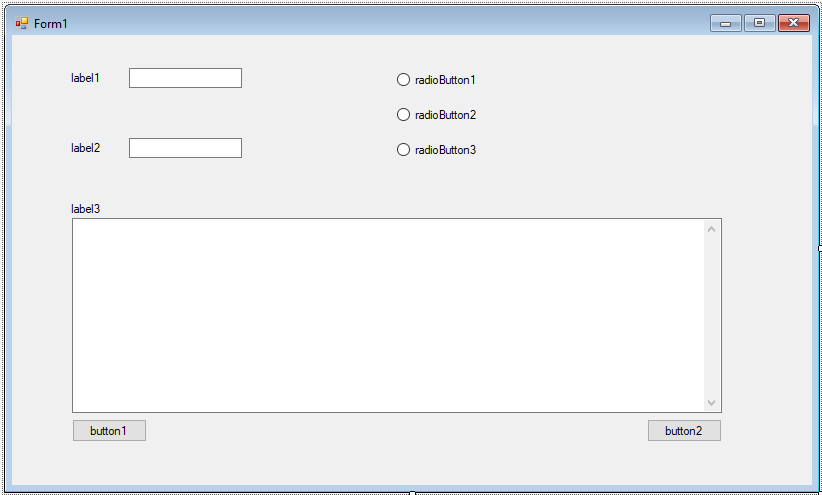 Form1
label1
radioButton1
radioButton2
label2
radioButton3
label3
button1
button2